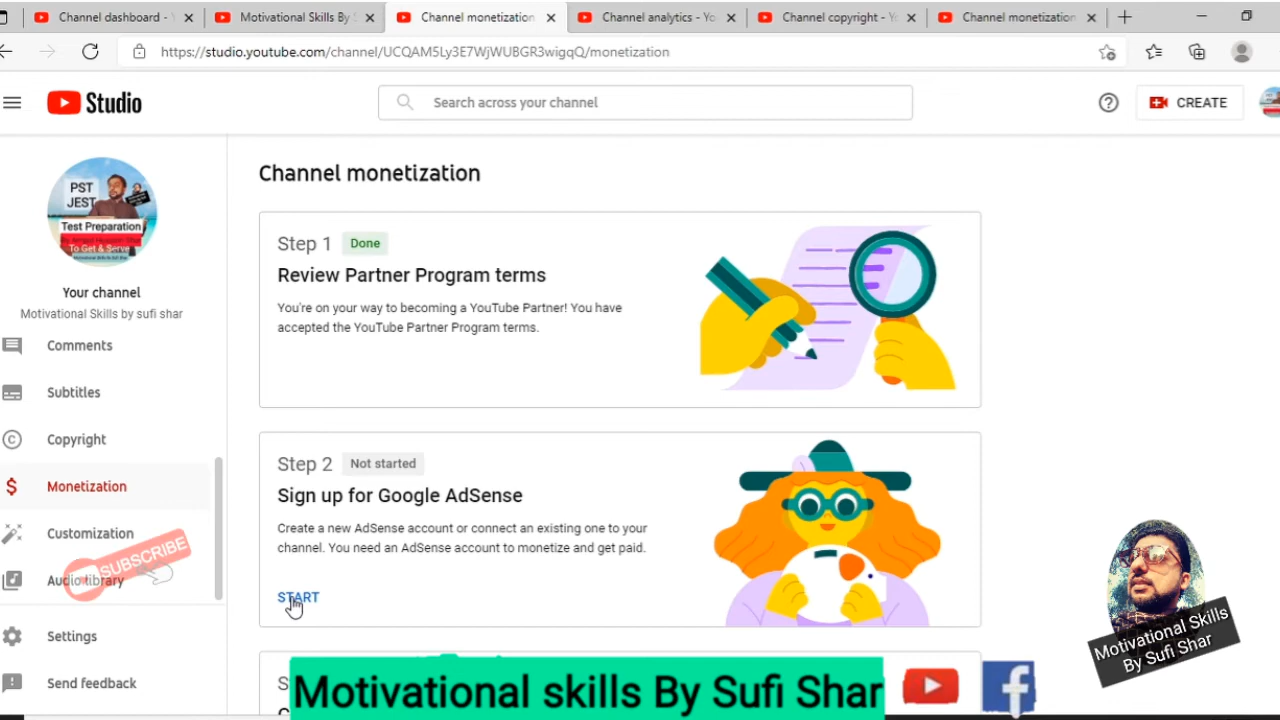 Channel dashboard - Y
Motivational Skills By S
Channel monetization
Channel analytics - Yo
Channel copyright - Yo
Channel monetization
https://studio.youtube.com/channel/UCQAM5Ly3E7WjWUBGR3wigqQ/monetization
Studio
Search across your channel
CREATE
PST
JEST
Test Preparation
To Get & Serve
Your channel
Motivational Skills by sufi shar
Comments
Subtitles
Copyright
Monetization
Customization
Audio library
SUBSCRIBE
Settings
Send feedback
Channel monetization
Step 1 Done
Review Partner Program terms
You're on your way to becoming a YouTube Partner! You have
accepted the YouTube Partner Program terms.
Step 2 Not started
Sign up for Google AdSense
Create a new AdSense account or connect an existing one to your
channel. You need an AdSense account to monetize and get paid.
START
Motivational skills By Sufi Shar
Motivational Skills
By Sufi Shar